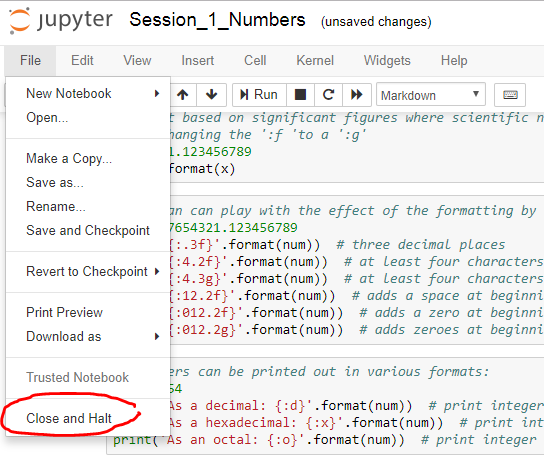 jupyter Session_1_Numbers (unsaved changes)
File Edit View Insert Cell Kernel Widgets Help
New Notebook
Run Markdown
Open...
t based on significant figures where scientific n
Make a Copy...
hanging the ':f 'to a ':g'
Save as...
1.123456789
Rename...
format(x)
Save and Checkpoint
an can play with the effect of the formatting by
7654321.123456789
{:.3f}'.format(num)) # three decimal places
Revert to Checkpoint
{:4.2f}'.format(num)) # at least four characters
{:4.3g}'.format(num)) # at least four characters
{:12.2f}'.format(num)) # adds a space at beginni
Print Preview
{:012.2f}'.format(num)) # adds a zero at beginni
Download as
{:012.2g}'.format(num)) # adds zeroes at beginni
Trusted Notebook
ers can be printed out in various formats:
54
Close and Halt
As a decimal: {:d}'.format(num)) # print integer
As a hexadecimal: {:x}'.format(num)) # print int
print('As an octal: {:o}'.format(num)) # print integer